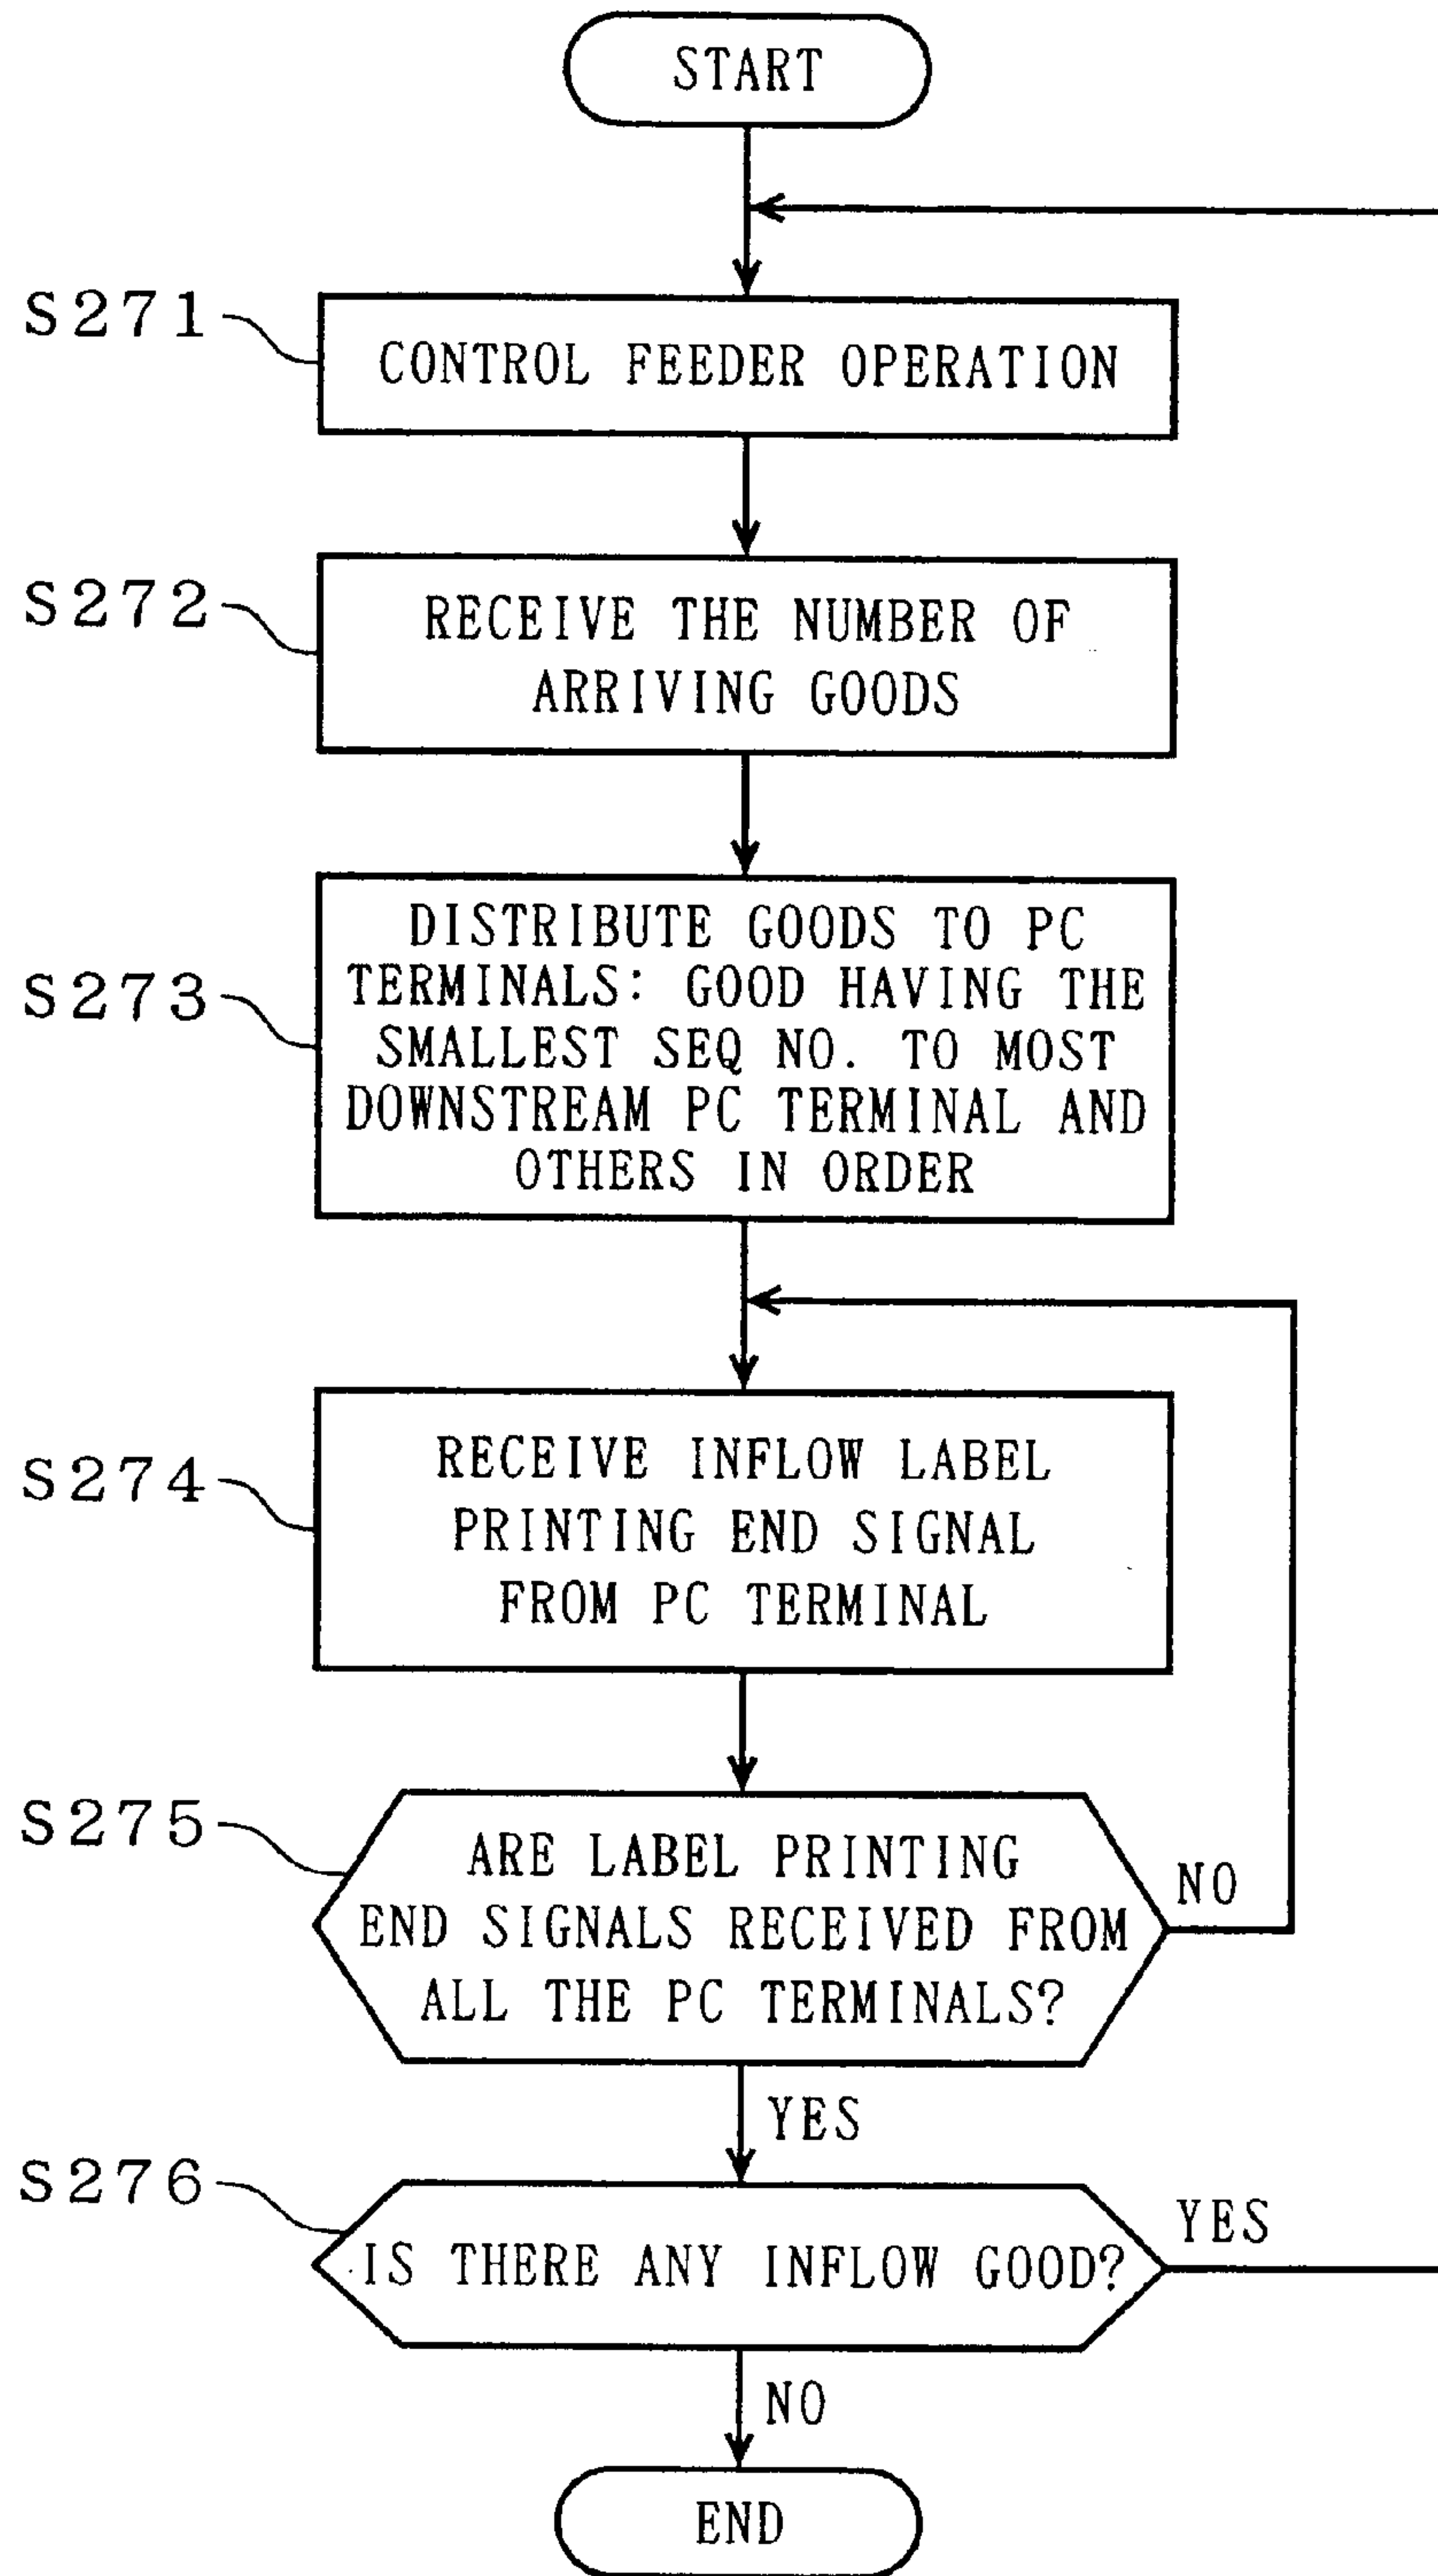 START
S271
CONTROL FEEDER OPERATION
S272
RECEIVE THE NUMBER OF
ARRIVING GOODS
S273
DISTRIBUTE GOODS TO PC
TERMINALS: GOOD HAVING THE
SMALLEST SEQ NO. TO MOST
DOWNSTREAM PC TERMINAL AND
OTHERS IN ORDER
S274
RECEIVE INFLOW LABEL
PRINTING END SIGNAL
FROM PC TERMINAL
S275
ARE LABEL PRINTING
END SIGNALS RECEIVED FROM
ALL THE PC TERMINALS?
NO
YES
S276
IS THERE ANY INFLOW GOOD?
YES
NO
END